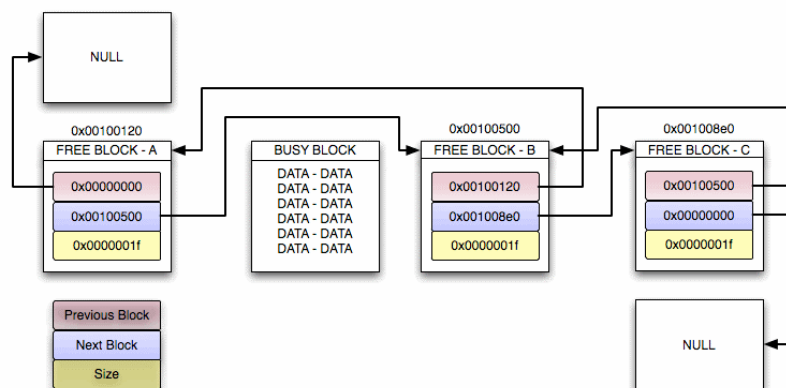 NULL
0x00100120
FREE BLOCK - A
0x00000000
0x00100500
0x0000001f
BUSY BLOCK
DATA - DATA
DATA - DATA
DATA - DATA
DATA - DATA
DATA - DATA
DATA - DATA
0x00100500
FREE BLOCK - B
0x00100120
0x001008e0
0x0000001f
0x001008e0
FREE BLOCK - C
0x00100500
0x00000000
0x0000001f
Previous Block
Next Block
Size
NULL